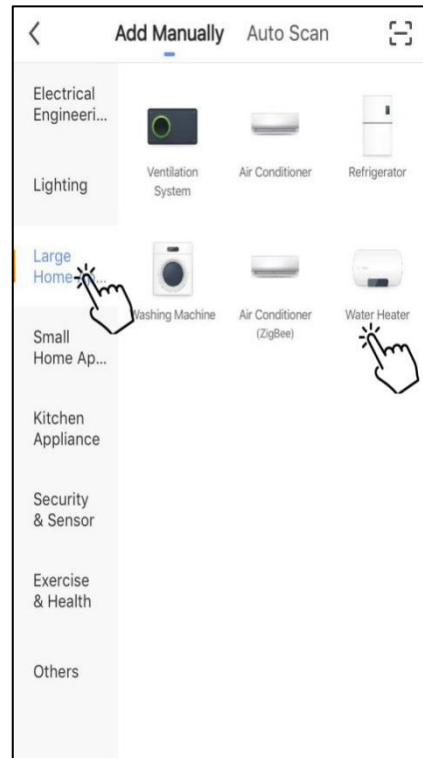 Add Manually Auto Scan
Electrical
Engineeri...
Lighting
Large
Home
Small
Home Ap...
Kitchen
Appliance
Security
& Sensor
Exercise
& Health
Others
Ventilation
System
Air Conditioner
Refrigerator
Washing Machine
Air Conditioner
(ZigBee)
Water Heater